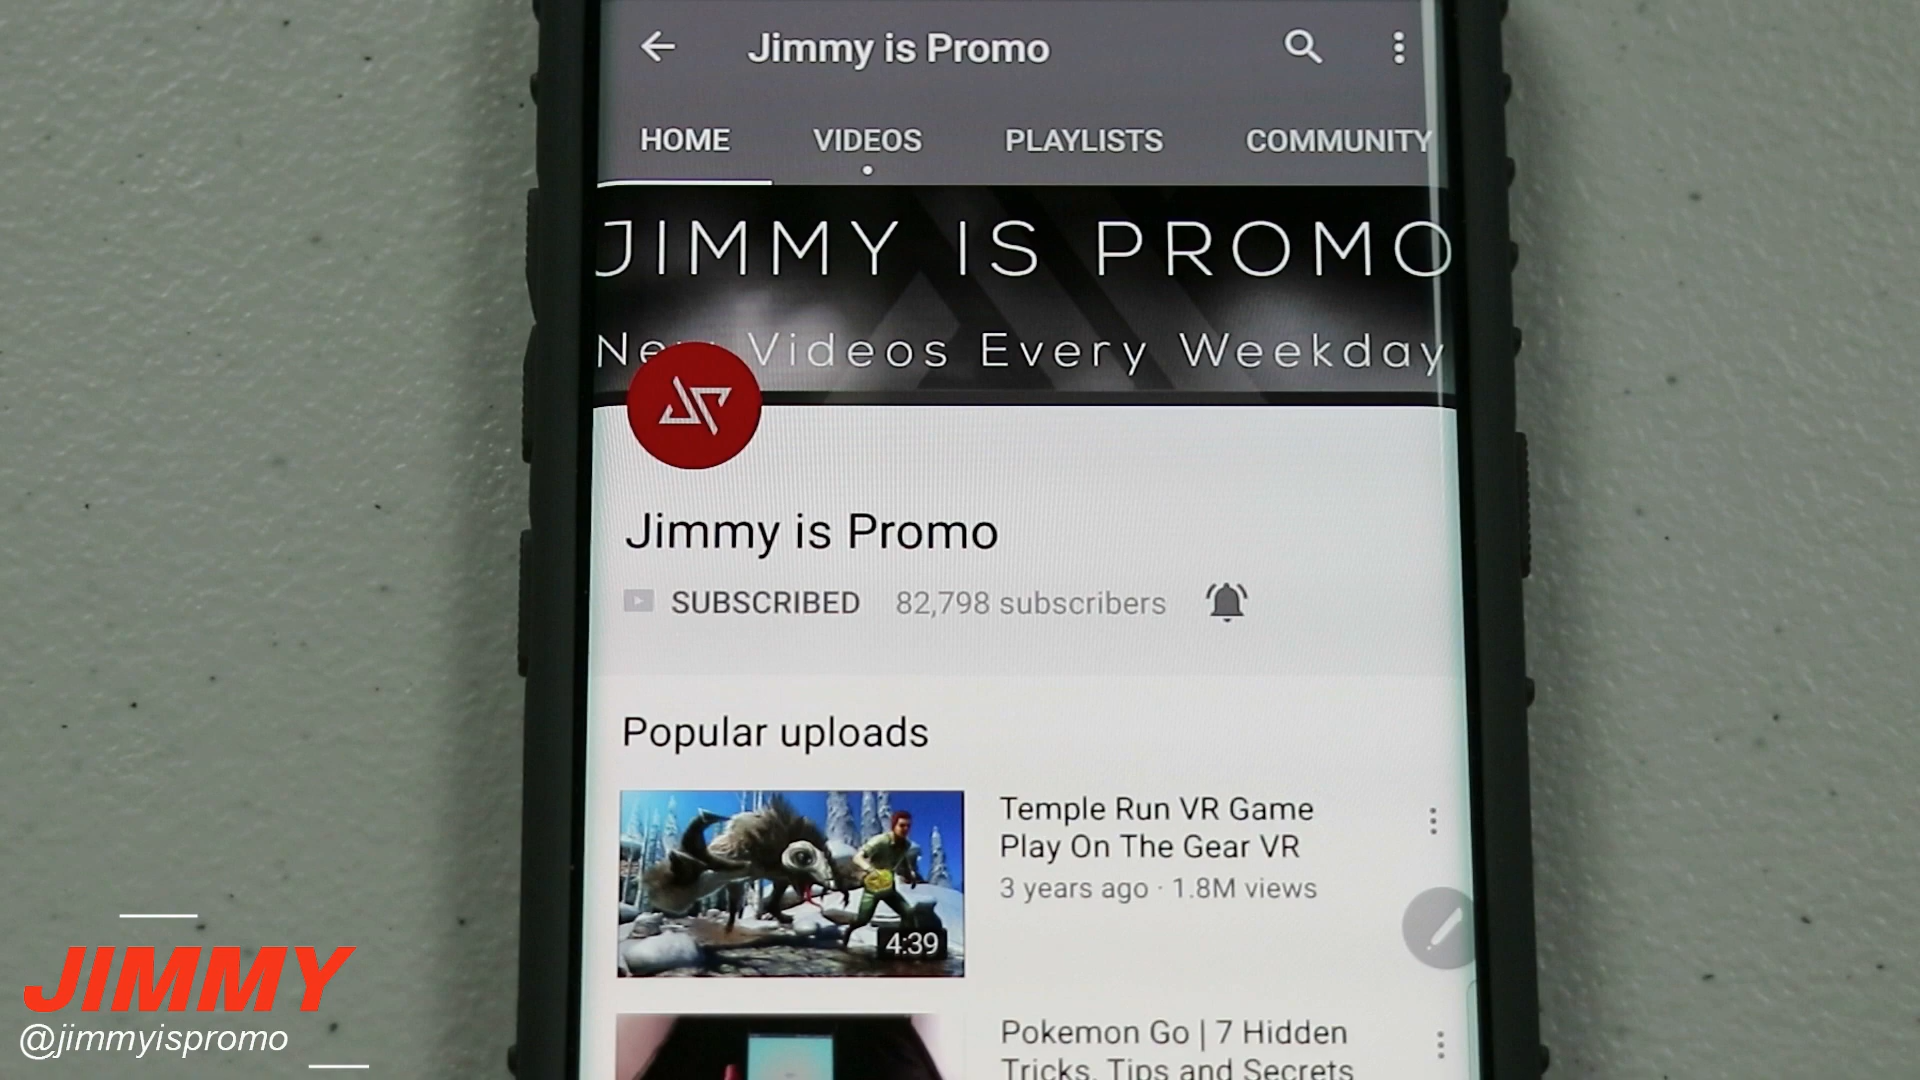 Jimmy is Promo
HOME VIDEOS PLAYLISTS COMMUNITY
JIMMY IS PROMO
New Videos Every Weekday
Jimmy is Promo
SUBSCRIBED 82,798 subscribers
Popular uploads
Temple Run VR Game
Play On The Gear VR
3 years ago · 1.8M views
4:39
Pokemon Go | 7 Hidden
Tricks, Tips and Secrets
JIMMY
@jimmyispromo